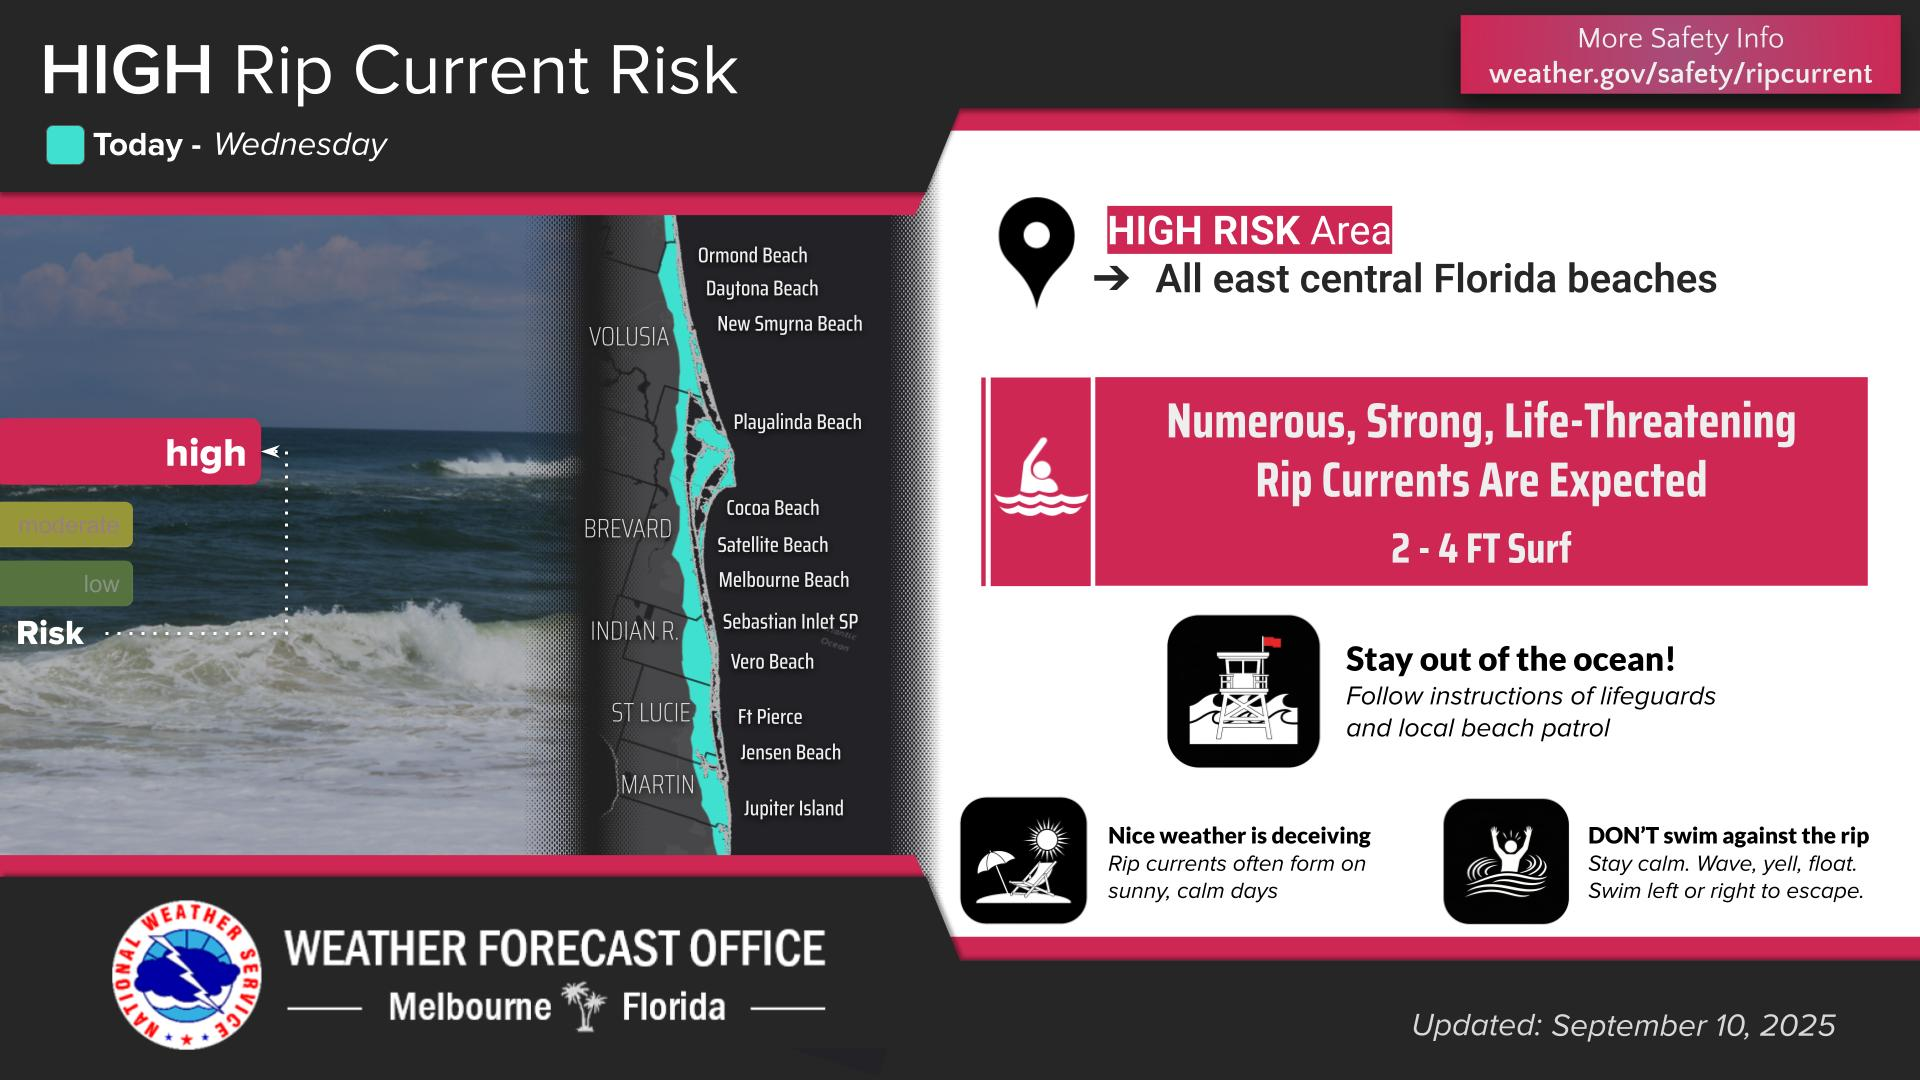 HIGH Rip Current Risk
Today - Wednesday
More Safety Info
weather.gov/safety/ripcurrent
high
moderate
low
Risk
VOLUSIA
BREVARD
INDIAN R.
ST LUCIE
MARTIN
Ormond Beach
Daytona Beach
New Smyrna Beach
Playalinda Beach
Cocoa Beach
Satellite Beach
Melbourne Beach
Sebastian Inlet SP
Vero Beach
Ft Pierce
Jensen Beach
Jupiter Island
Ocean
HIGH RISK Area
➔ All east central Florida beaches
Numerous, Strong, Life-Threatening
Rip Currents Are Expected
2 - 4 FT Surf
Stay out of the ocean!
Follow instructions of lifeguards
and local beach patrol
Nice weather is deceiving
Rip currents often form on
sunny, calm days
DON'T swim against the rip
Stay calm. Wave, yell, float.
Swim left or right to escape.
NATIONAL WEATHER SERVICE
WEATHER FORECAST OFFICE
Melbourne Florida
Updated: September 10, 2025